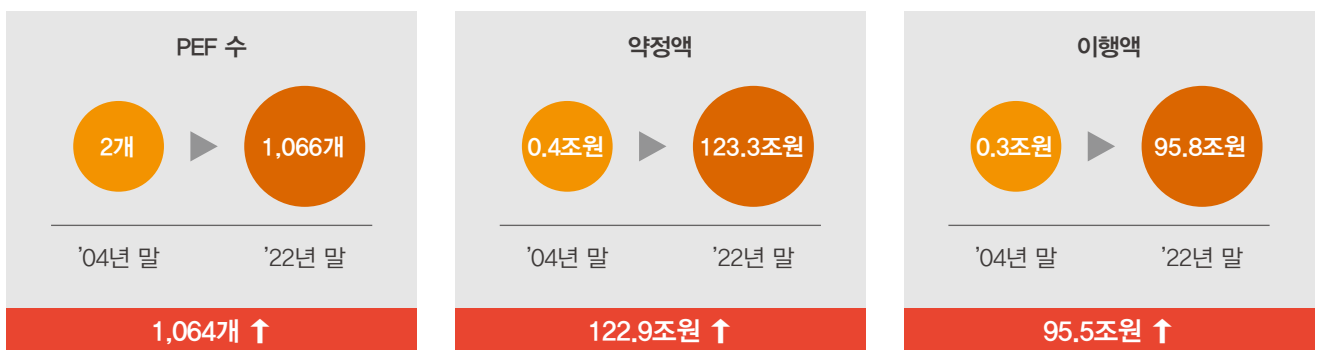 PEF 수
2개
1,066개
’04년 말
’22년 말
1,064개 ↑
약정액
0.4조원
123.3조원
’04년 말
’22년 말
122.9조원 ↑
이행액
0.3조원
95.8조원
’04년 말
’22년 말
95.5조원 ↑